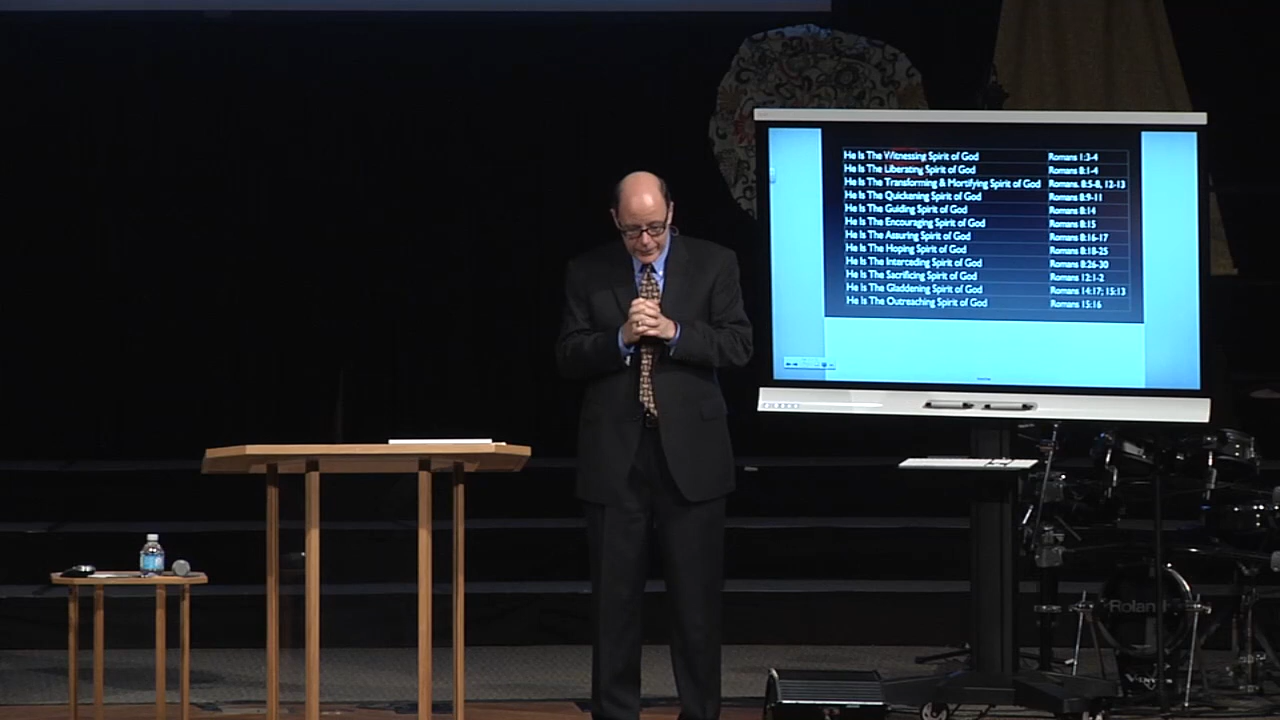 He Is The Witnessing Spirit of God Romans 1:3-4
He Is The Liberating Spirit of God Romans 8:1-4
He Is The Transforming & Mortifying Spirit of God Romans. 8:5-8, 12-13
He Is The Quickening Spirit of God Romans 8:9-11
He Is The Guiding Spirit of God Romans 8:14
He Is The Encouraging Spirit of God Romans 8:15
He Is The Assuring Spirit of God Romans 8:16-17
He Is The Hoping Spirit of God Romans 8:18-25
He Is The Interceding Spirit of God Romans 8:26-30
He Is The Sacrificing Spirit of God Romans 12:1-2
He Is The Gladdening Spirit of God Romans 14:17; 15:13
He Is The Outreaching Spirit of God Romans 15:16
Roland